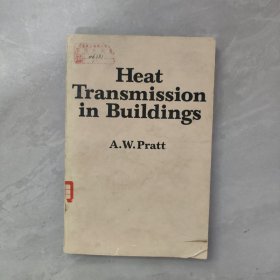 Heat
Transmission
in Buildings
A.W. Pratt